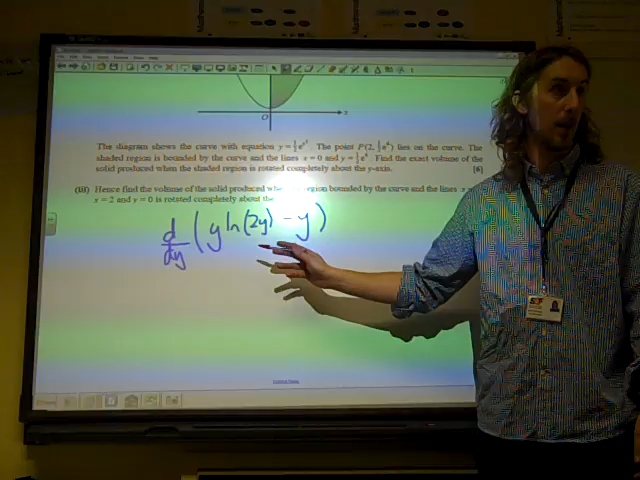 O
x
The diagram shows the curve with equation y = ½e^{x²}. The point P(2, ½e⁴) lies on the curve. The
shaded region is bounded by the curve and the lines x = 0 and y = ½e⁴. Find the exact volume of the
solid produced when the shaded region is rotated completely about the y-axis. [6]
(iii) Hence find the volume of the solid produced region bounded by the curve and the lines
x = 2 and y = 0 is rotated completely about the
d/dy (y ln(2y) - y)